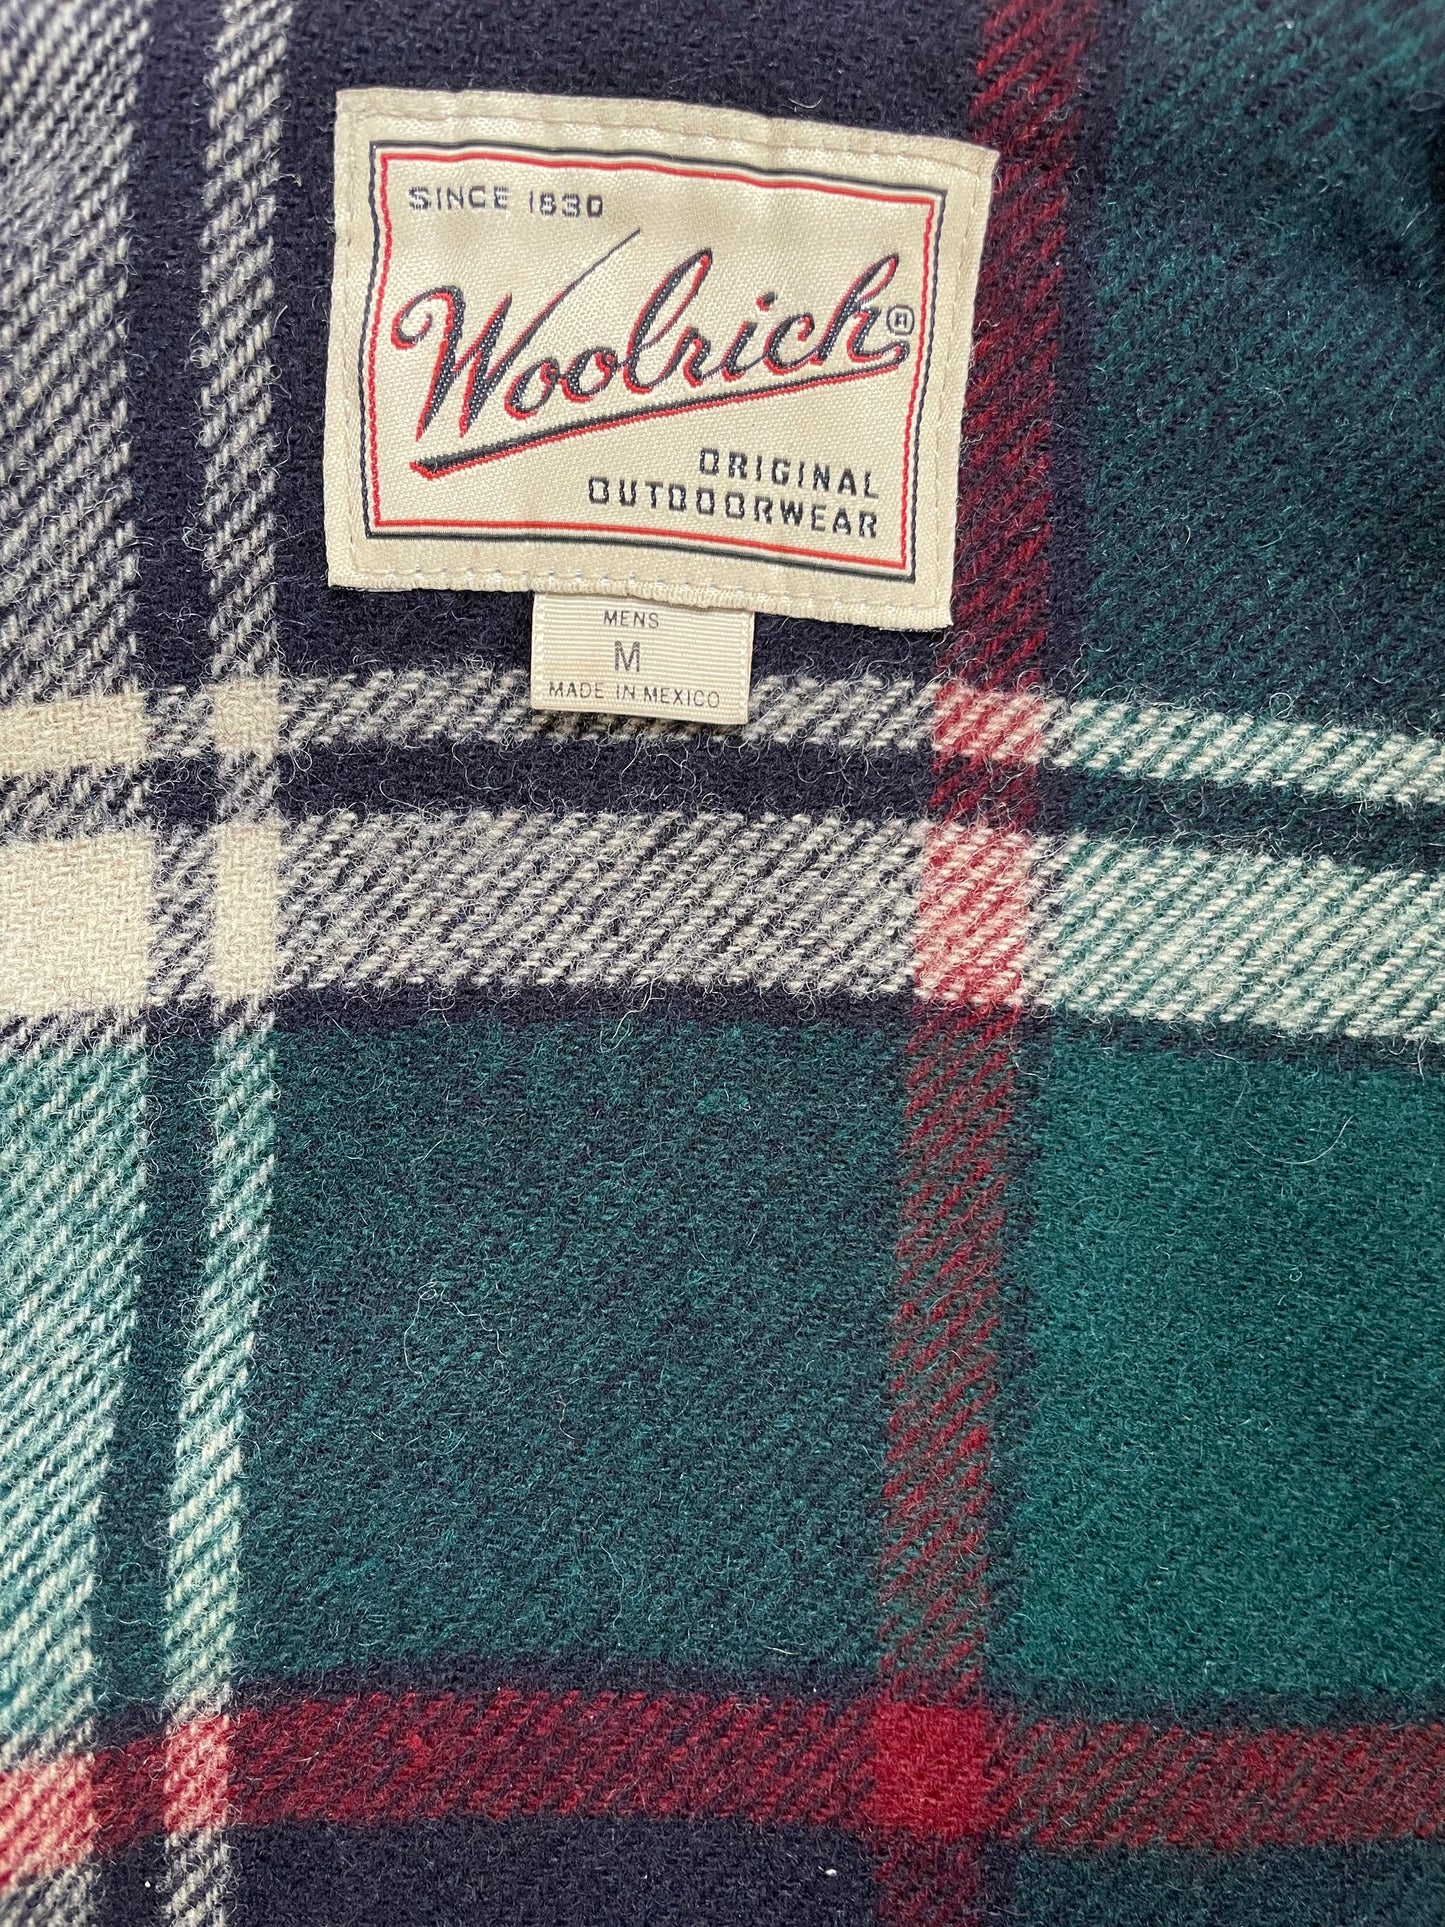 SINCE 1830
Woolrich®
ORIGINAL
OUTDOORWEAR
MENS
M
MADE IN MEXICO